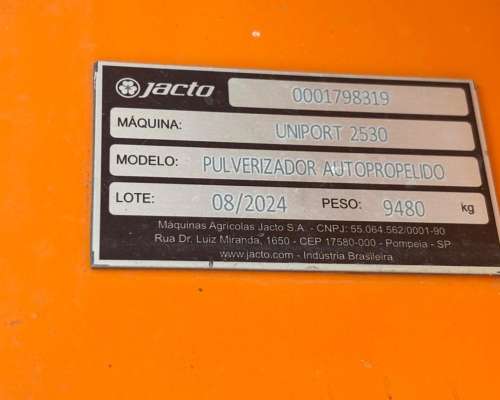 Jacto 0001798319
MÁQUINA: UNIPORT 2530
MODELO: PULVERIZADOR AUTOPROPELIDO
LOTE: 08/2024 PESO: 9480 kg
Máquinas Agrícolas Jacto S.A. - CNPJ: 55.064.562/0001-90
Rua Dr. Luiz Miranda, 1650 - CEP 17580-000 - Pompeia - SP
www.jacto.com - Indústria Brasileira